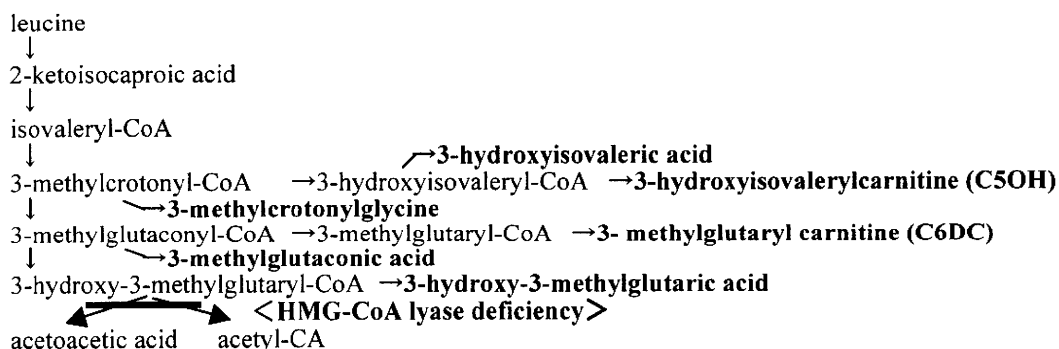 leucine
↓
2-ketoisocaproic acid
↓
isovaleryl-CoA
↓ →3-hydroxyisovaleric acid
3-methylcrotonyl-CoA →3-hydroxyisovaleryl-CoA →3-hydroxyisovalerylcarnitine (C5OH)
↓ →3-methylcrotonylglycine
3-methylglutaconyl-CoA →3-methylglutaryl-CoA →3- methylglutaryl carnitine (C6DC)
↓ →3-methylglutaconic acid
3-hydroxy-3-methylglutaryl-CoA →3-hydroxy-3-methylglutaric acid
<HMG-CoA lyase deficiency>
acetoacetic acid acetyl-CA